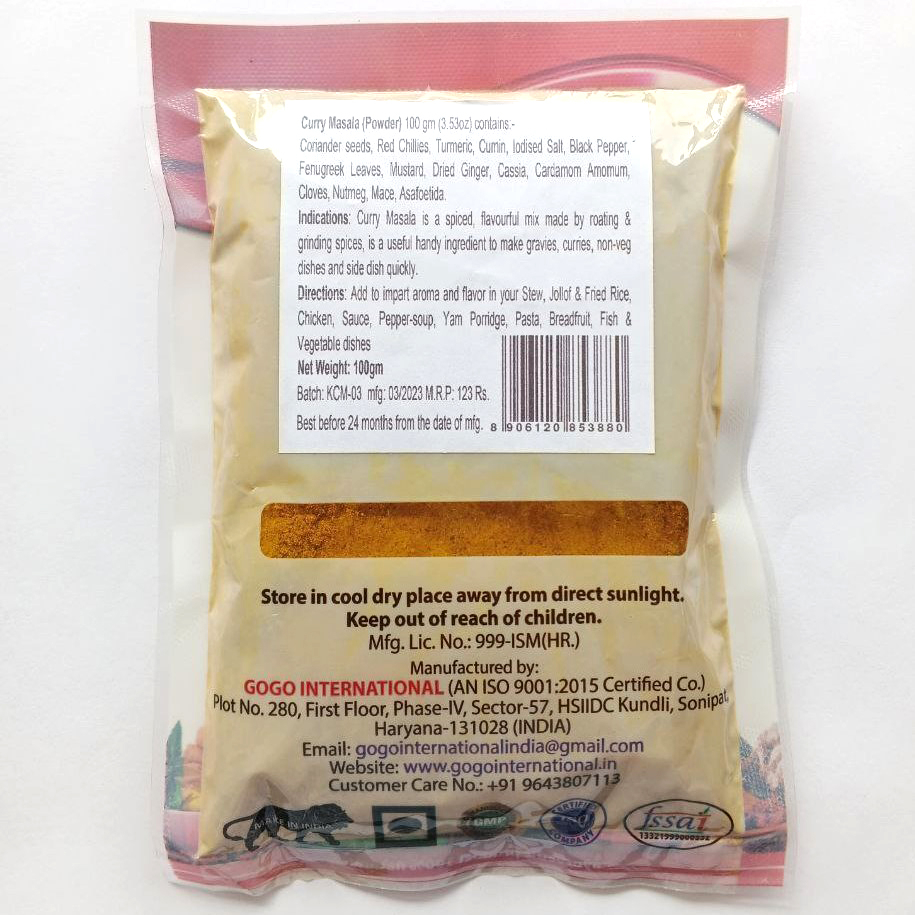 Curry Masala (Powder) 100 gm (3.53oz) contains:-
Coriander seeds, Red Chillies, Turmeric, Cumin, Iodised Salt, Black Pepper,
Fenugreek Leaves, Mustard, Dried Ginger, Cassia, Cardamom Amomum,
Cloves, Nutmeg, Mace, Asafoetida.
Indications: Curry Masala is a spiced, flavourful mix made by roating &
grinding spices, is a useful handy ingredient to make gravies, curries, non-veg
dishes and side dish quickly.
Directions: Add to impart aroma and flavor in your Stew, Jollof & Fried Rice,
Chicken, Sauce, Pepper-soup, Yam Porridge, Pasta, Breadfruit, Fish &
Vegetable dishes
Net Weight: 100gm
Batch: KCM-03 mfg: 03/2023 M.R.P: 123 Rs.
Best before 24 months from the date of mfg.
8 906120 853880
Store in cool dry place away from direct sunlight.
Keep out of reach of children.
Mfg. Lic. No.: 999-ISM(HR.)
Manufactured by:
GOGO INTERNATIONAL (AN ISO 9001:2015 Certified Co.)
Plot No. 280, First Floor, Phase-IV, Sector-57, HSIIDC Kundli, Sonipat,
Haryana-131028 (INDIA)
Email: gogointernationalindia@gmail.com
Website: www.gogointernational.in
Customer Care No.: +91 9643807113
MAKE IN INDIA
GMP
CERTIFIED
COMPANY
fssai